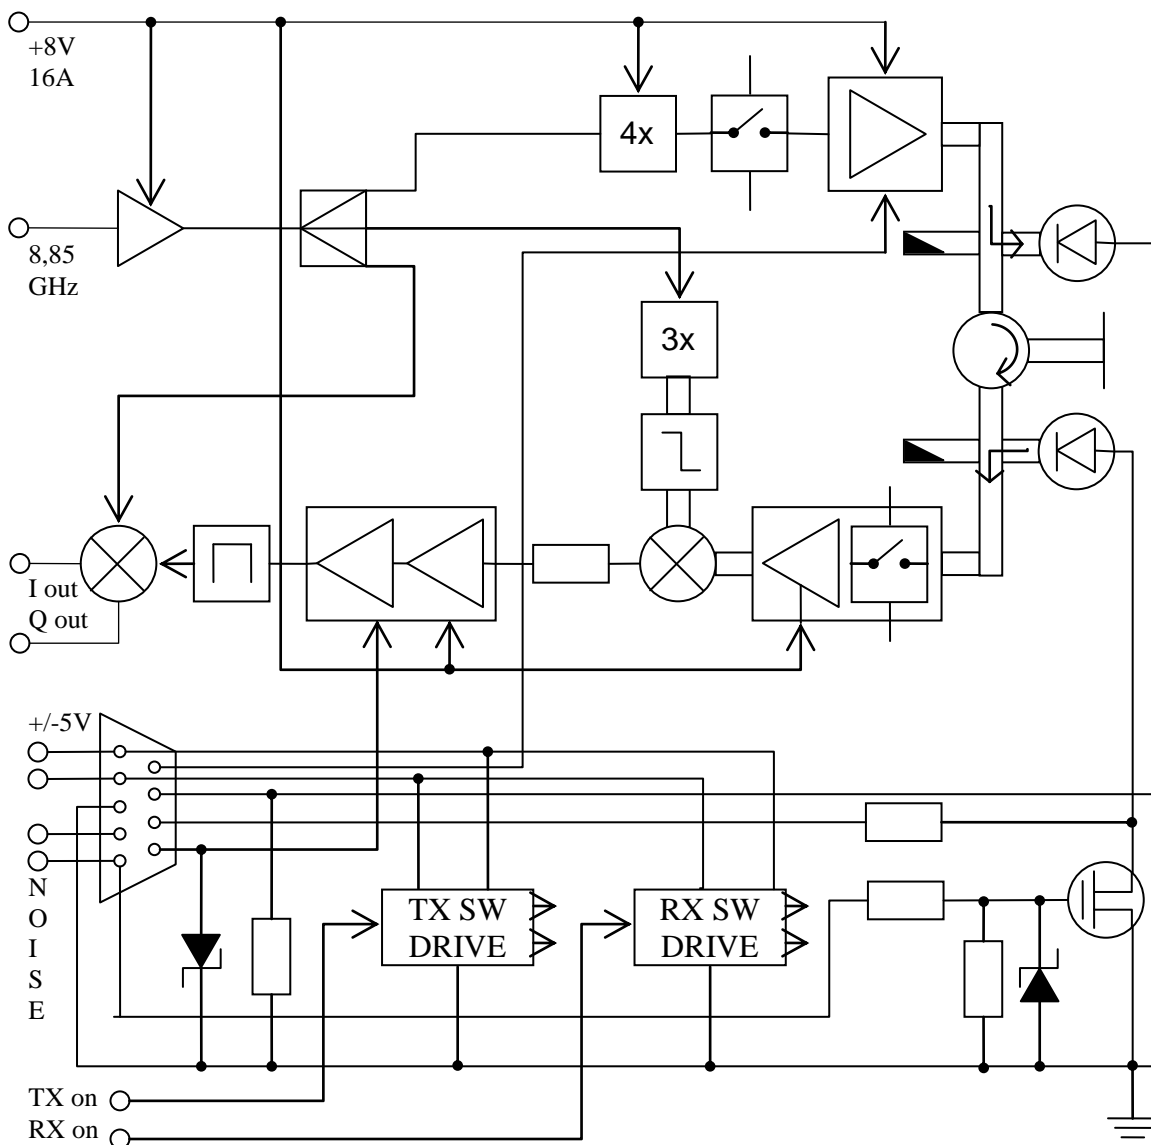 +8V
16A
4x
8,85
GHz
3x
I out
Q out
+/-5V
N
O
I
S
E
TX SW
DRIVE
RX SW
DRIVE
TX on
RX on